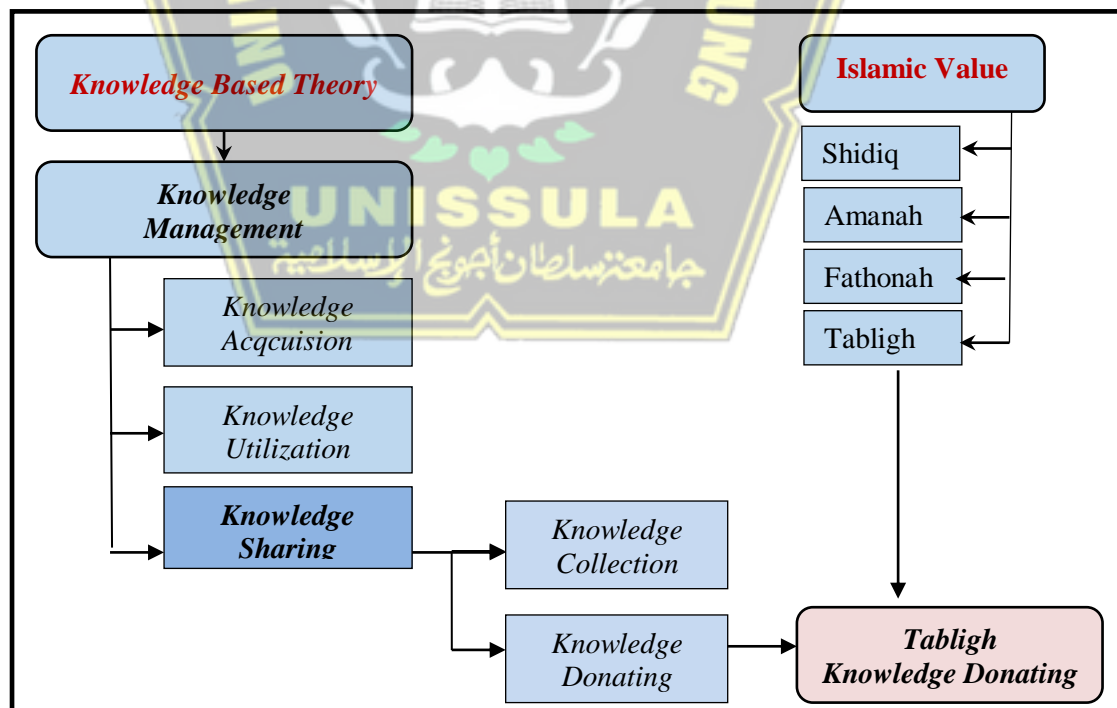 Knowledge Based Theory
Knowledge
Management
Knowledge
Acqcuision
Knowledge
Utilization
Knowledge
Sharing
Knowledge
Collection
Knowledge
Donating
Islamic Value
Shidiq
Amanah
Fathonah
Tabligh
Tabligh
Knowledge Donating
UNISSULA
جامعة سلطان أجونج الإسلامية
UNG